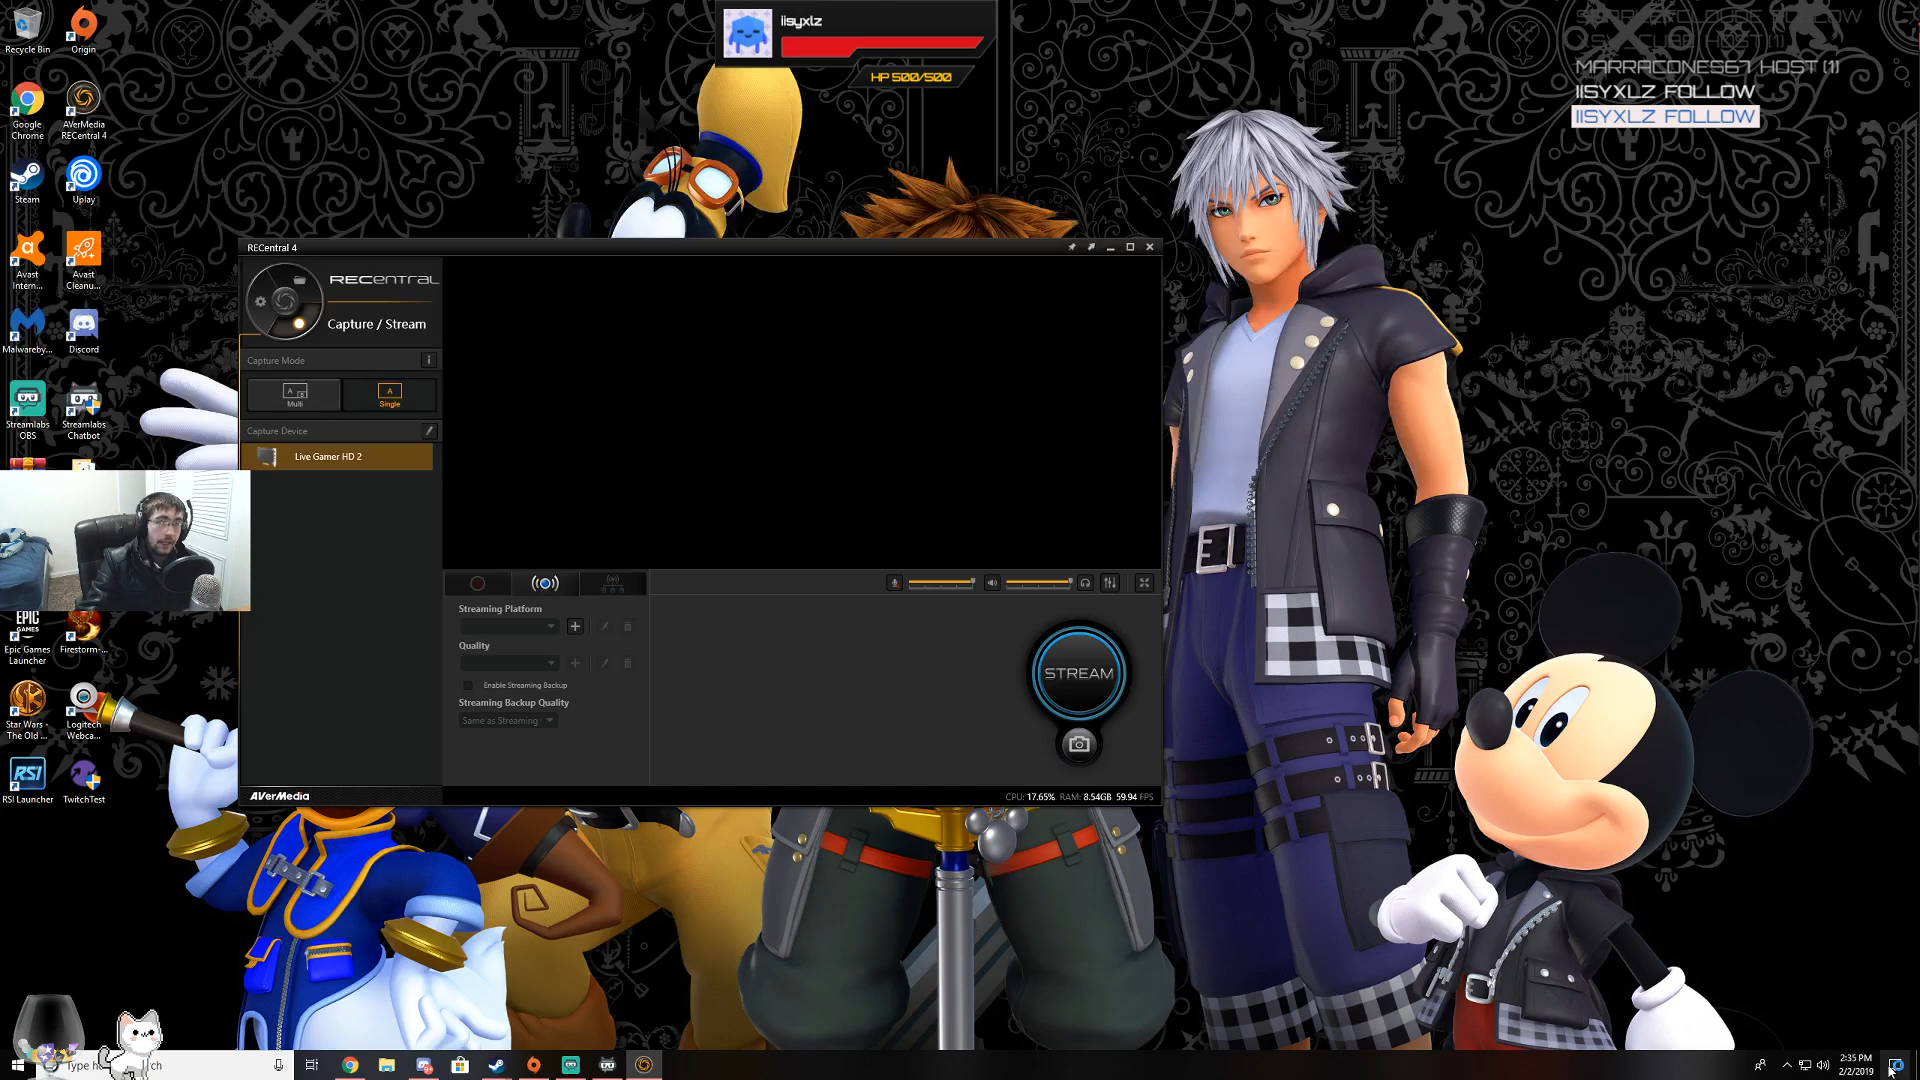 iisyxlz
HP 500/500
MARRACONES67 HOST (1)
IISYXLZ FOLLOW
IISYXLZ FOLLOW
Recycle Bin
Origin
Google
Chrome
AVerMedia
RECentral 4
Steam
Uplay
Avast
Intern...
Avast
Cleanu...
Malwareby...
Discord
Streamlabs
OBS
Streamlabs
Chatbot
EPIC
GAMES
Epic Games
Launcher
Firestorm-...
Star Wars -
The Old ...
Logitech
Webca...
RSI
RSI Launcher
TwitchTest
RECentral 4
RECENTRAL
Capture / Stream
Capture Mode
Multi
Single
Capture Device
Live Gamer HD 2
Streaming Platform
Quality
Enable Streaming Backup
Streaming Backup Quality
Same as Streaming
STREAM
AVerMedia
CPU: 17.65% RAM: 8.54GB 59.94 FPS
Type
ch
2:35 PM
2/2/2019